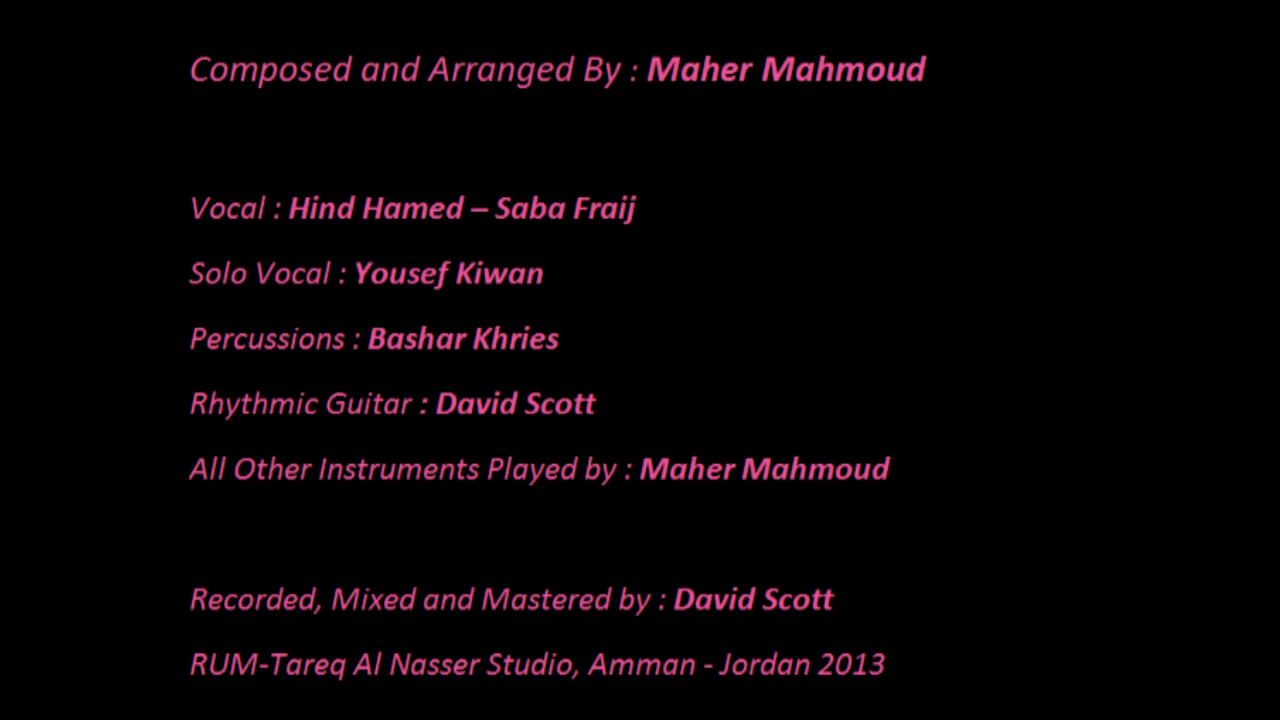 Composed and Arranged By : Maher Mahmoud
Vocal : Hind Hamed – Saba Fraij
Solo Vocal : Yousef Kiwan
Percussions : Bashar Khries
Rhythmic Guitar : David Scott
All Other Instruments Played by : Maher Mahmoud
Recorded, Mixed and Mastered by : David Scott
RUM-Tareq Al Nasser Studio, Amman - Jordan 2013